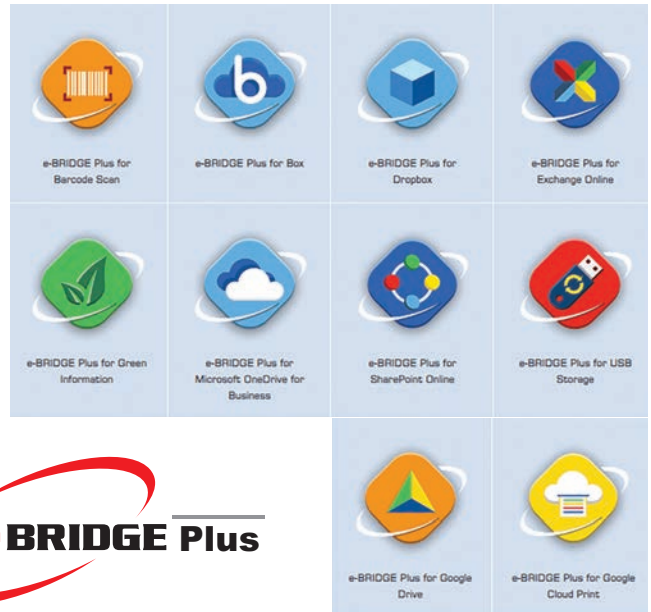 e-BRIDGE Plus for
Barcode Scan
e-BRIDGE Plus for Box
e-BRIDGE Plus for
Dropbox
e-BRIDGE Plus for
Exchange Online
e-BRIDGE Plus for Green
Information
e-BRIDGE Plus for
Microsoft OneDrive for
Business
e-BRIDGE Plus for
SharePoint Online
e-BRIDGE Plus for USB
Storage
BRIDGE Plus
e-BRIDGE Plus for Google
Drive
e-BRIDGE Plus for Google
Cloud Print